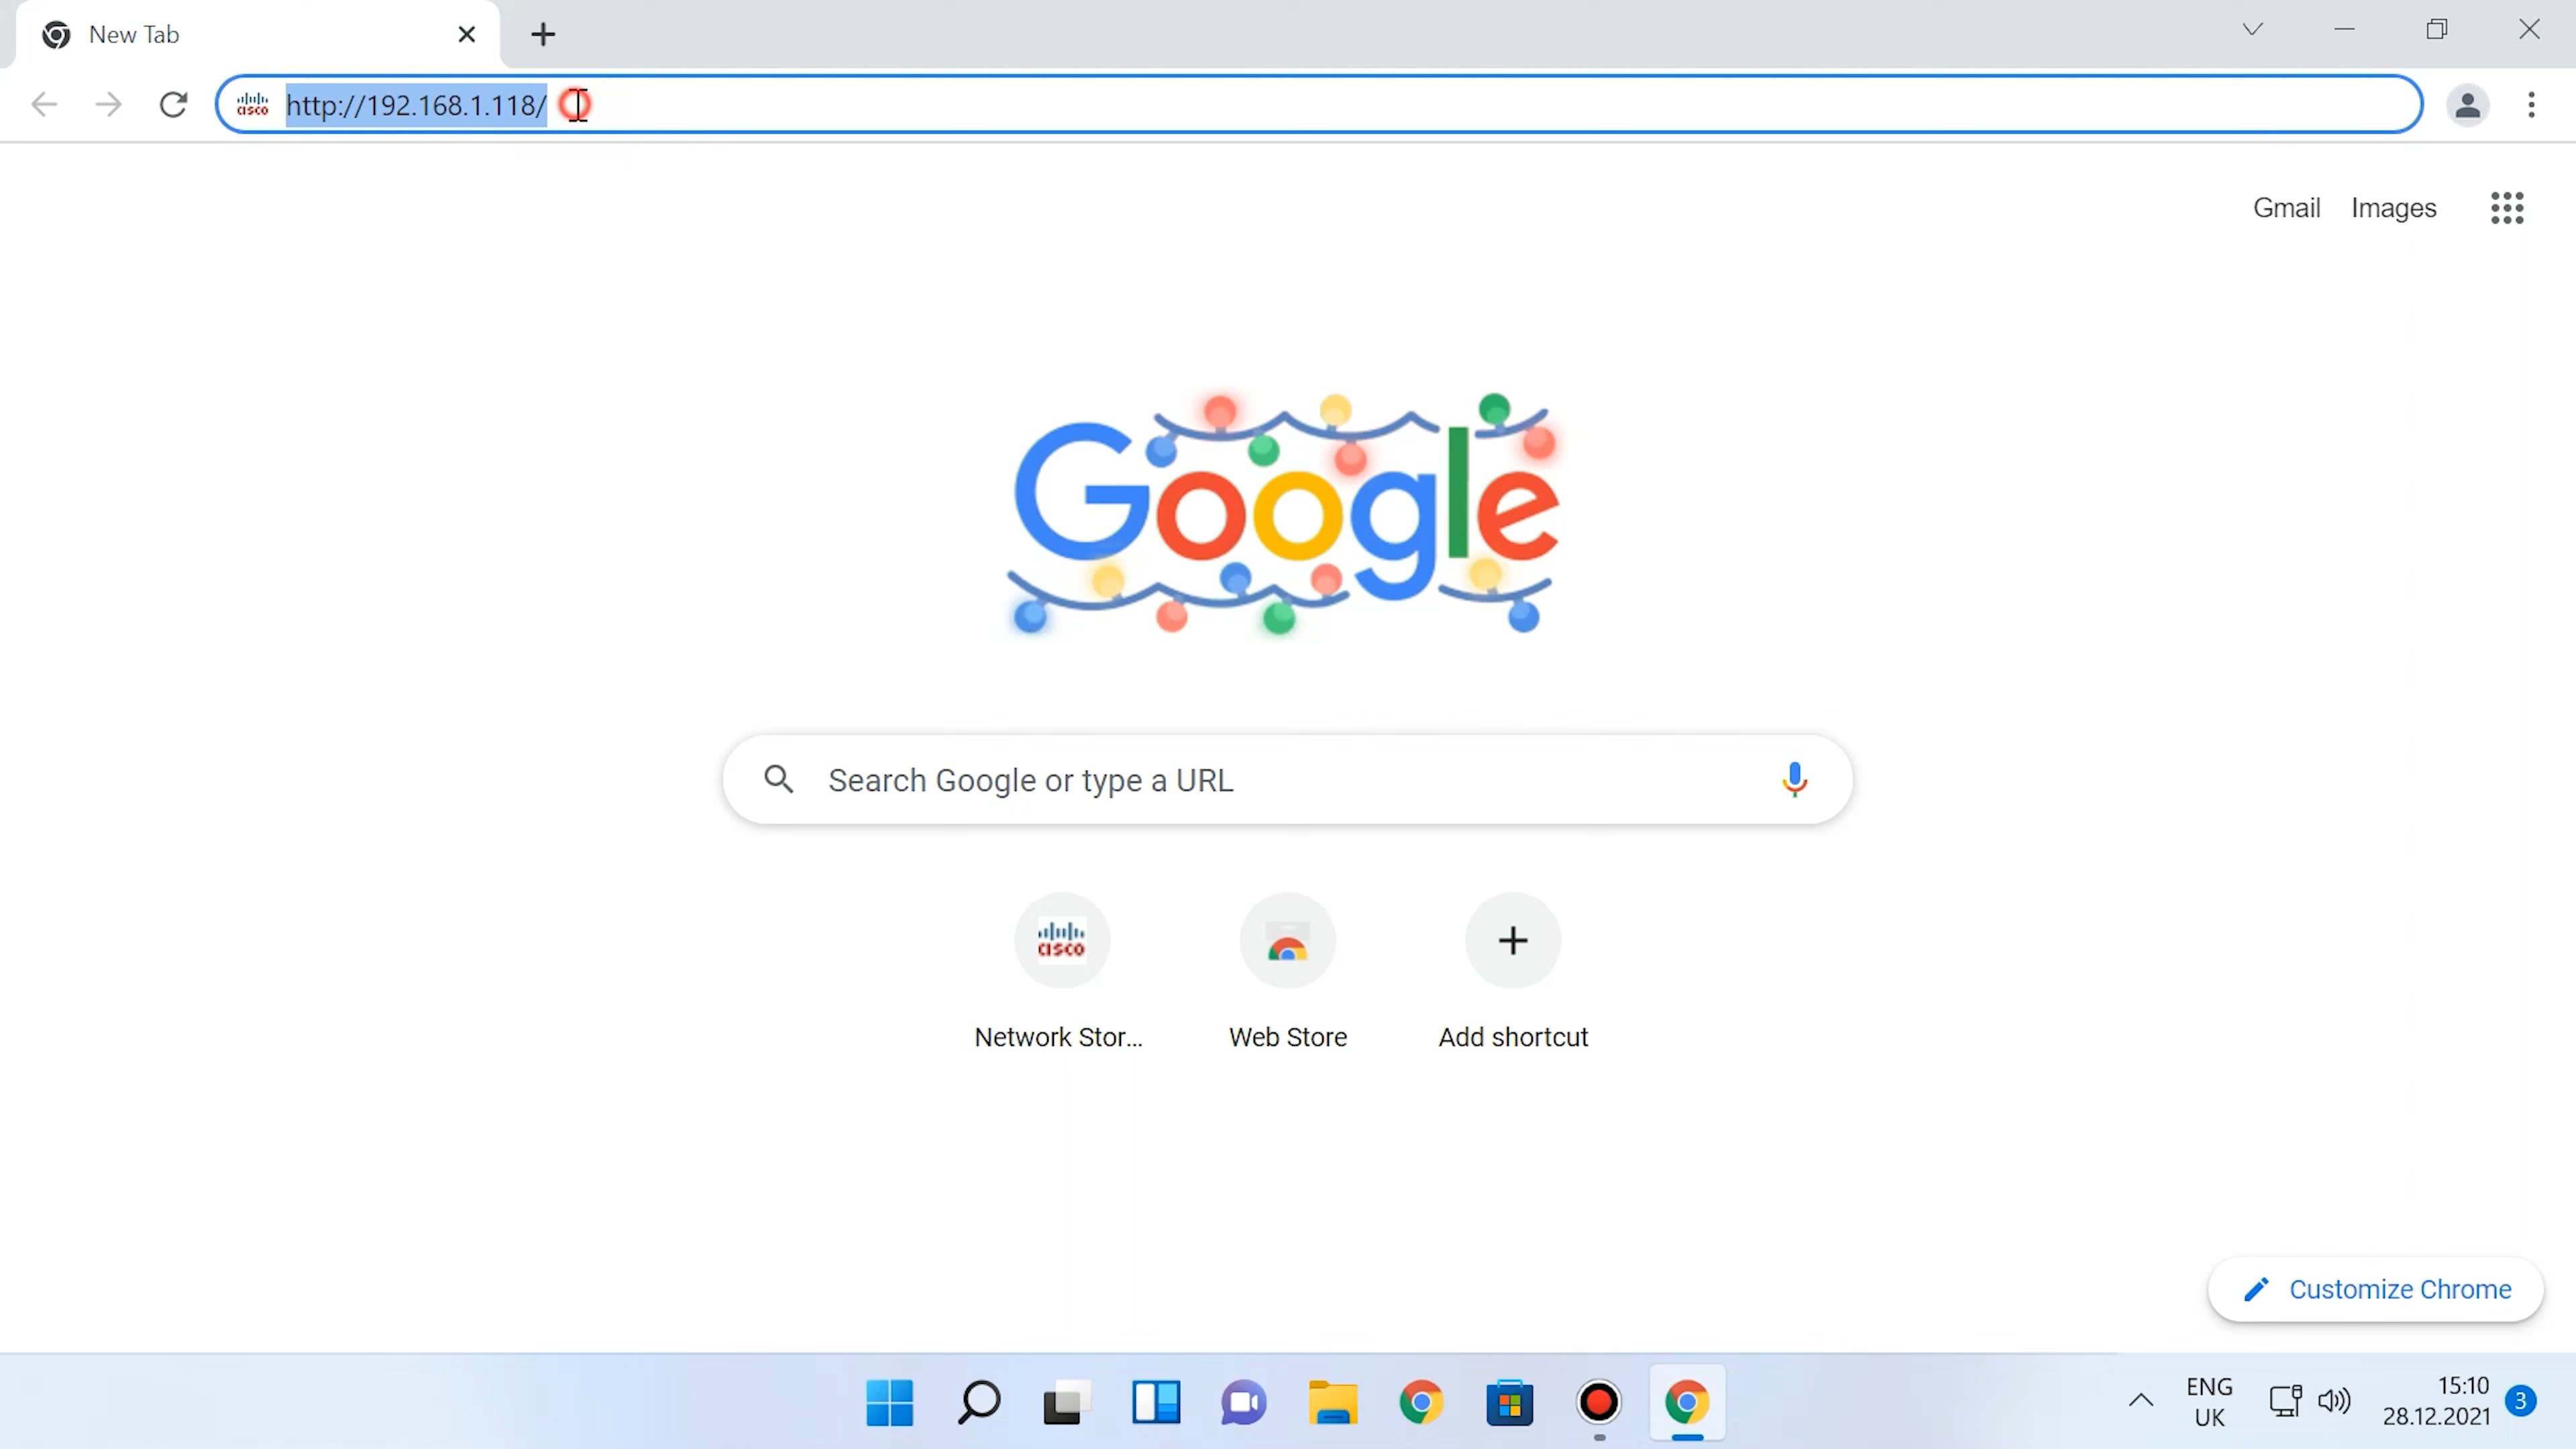 New Tab
cisco http://192.168.1.118/
Gmail Images
Google
Search Google or type a URL
cisco
Network Stor... Web Store Add shortcut
Customize Chrome
ENG 15:10
UK 28.12.2021 3